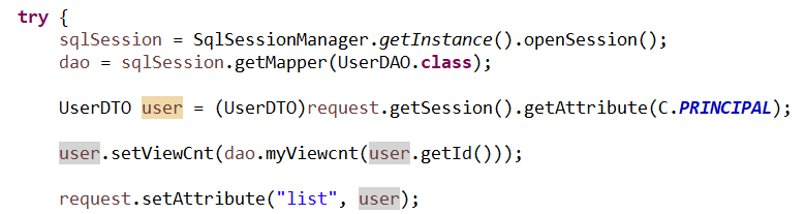 try {
sqlSession = SqlSessionManager.getInstance().openSession();
dao = sqlSession.getMapper(UserDAO.class);
UserDTO user = (UserDTO)request.getSession().getAttribute(C.PRINCIPAL);
user.setViewCnt(dao.myViewcnt(user.getId()));
request.setAttribute("list", user);